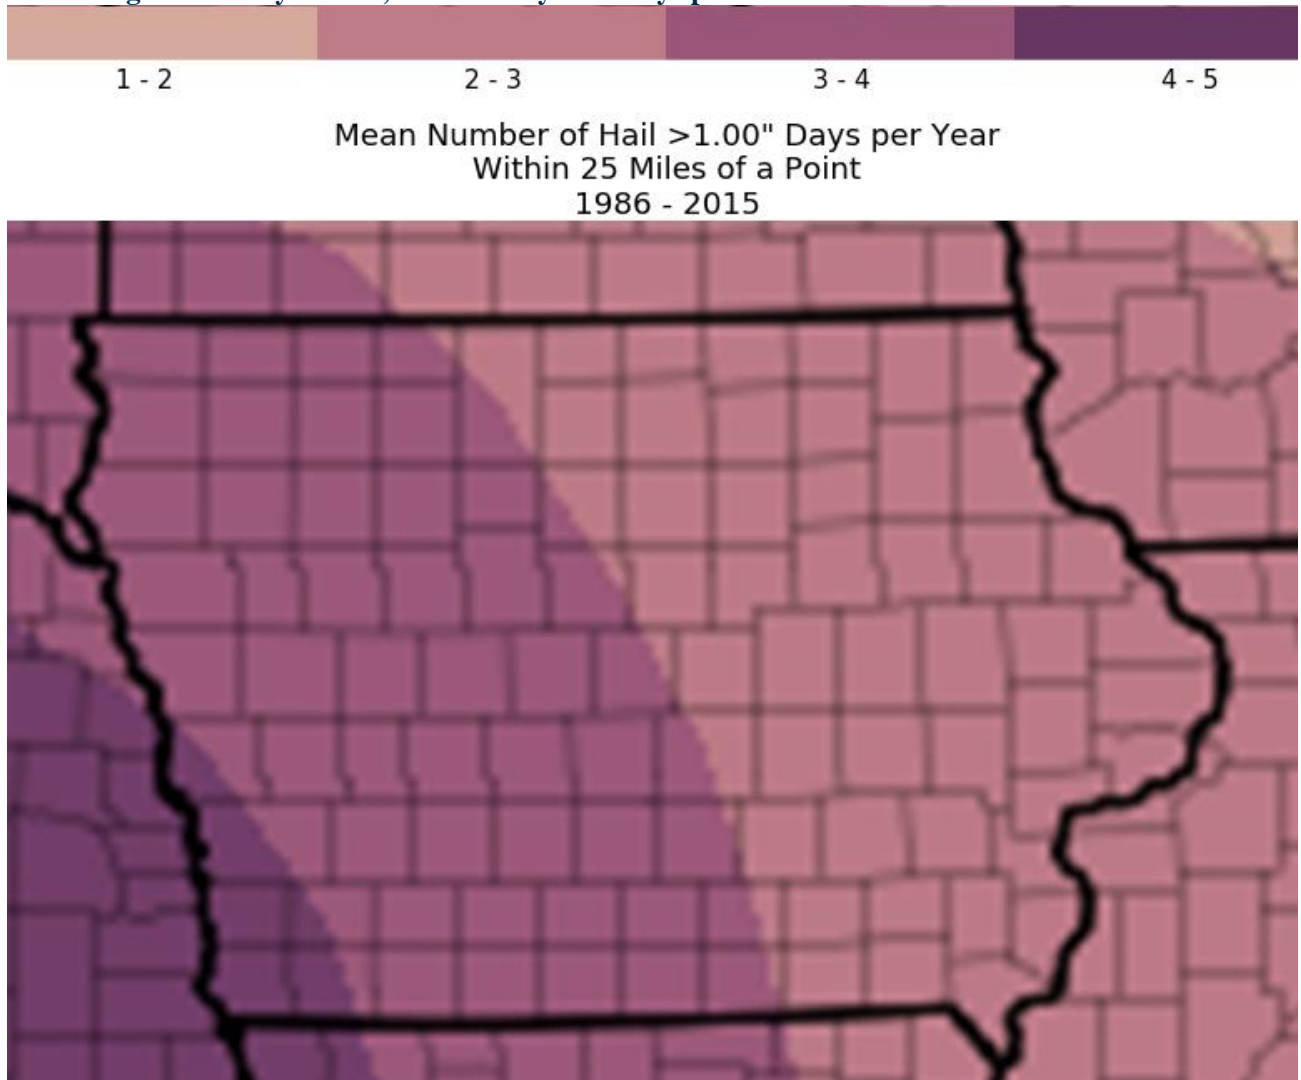 1 - 2 2 - 3 3 - 4 4 - 5
Mean Number of Hail >1.00" Days per Year
Within 25 Miles of a Point
1986 - 2015